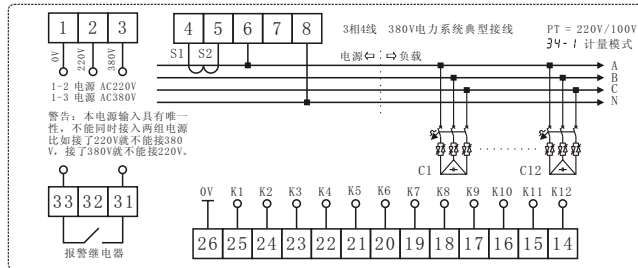 1 2 3
0V 220V 380V
1-2 电源 AC220V
1-3 电源 AC380V
警告: 本电源输入具有唯一
性, 不能同时接入两组电源
比如接了220V就不能接380
V, 接了380V就不能接220V。
33 32 31
报警继电器
4 5 6 7 8
S1 S2
3相4线 380V电力系统典型接线
PT = 220V/100V
34-1 计量模式
电源⇦⇨负载
A
B
C
N
C1 C12
0V K1 K2 K3 K4 K5 K6 K7 K8 K9 K10 K11 K12
26 25 24 23 22 21 20 19 18 17 16 15 14